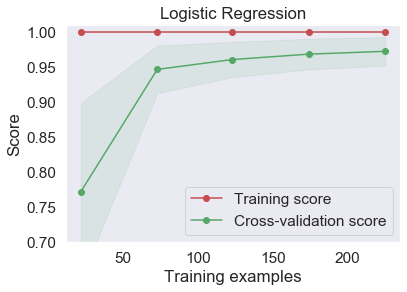 Logistic Regression
1.00
0.95
0.90
0.85
0.80
0.75
0.70
Score
Training score
Cross-validation score
50
100
150
200
Training examples